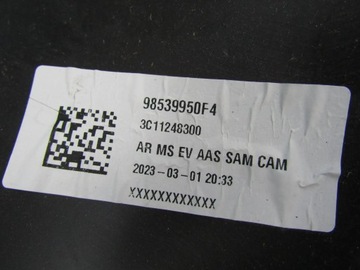 98539950F4
3C11248300
AR MS EV AAS SAM CAM
2023-03-01 20:33
XXXXXXXXXXXX